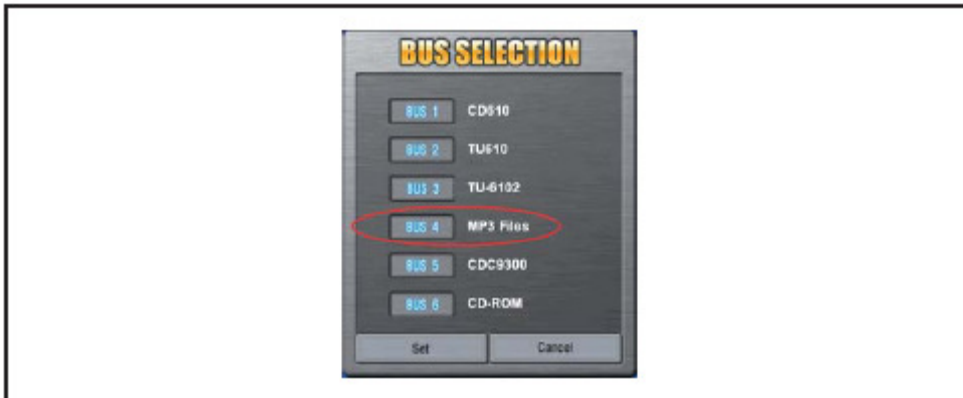 BUS SELECTION
BUS 1 CD610
BUS 2 TU610
BUS 3 TU-6102
BUS 4 MP3 Files
BUS 5 CDC9300
BUS 6 CD-ROM
Set Cancel